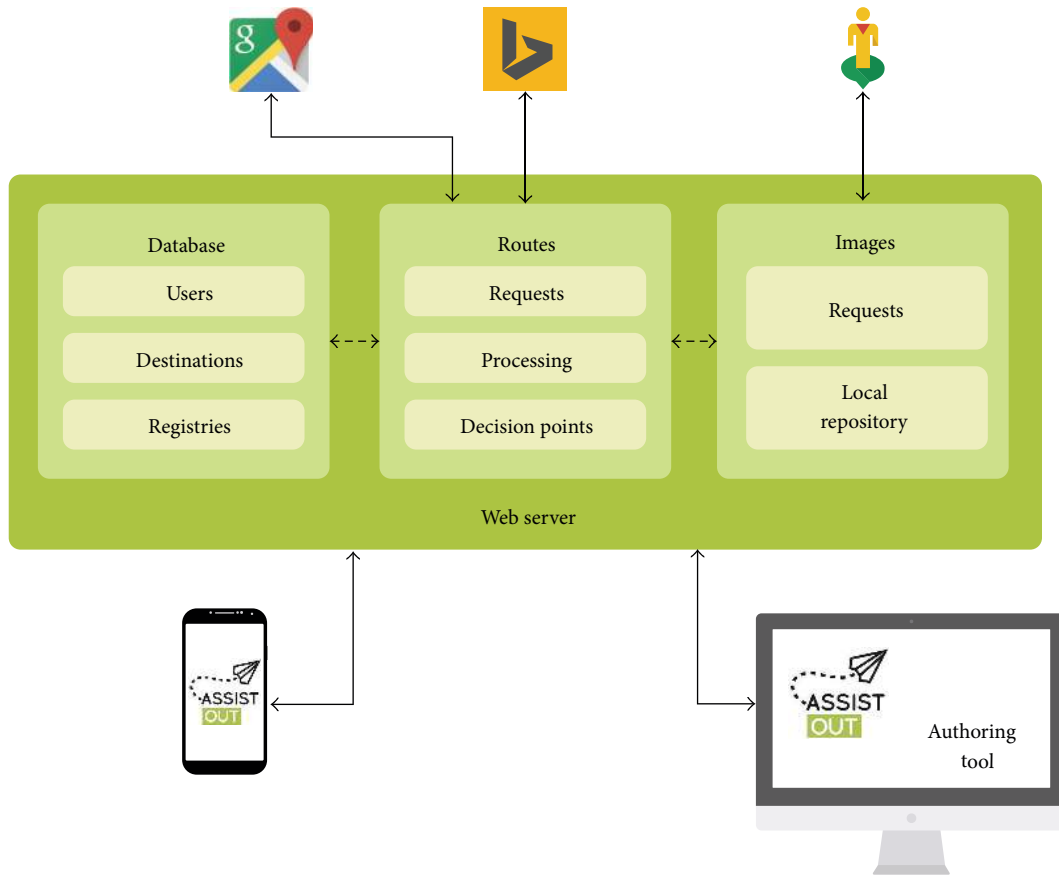 g
Database
Users
Destinations
Registries
Routes
Requests
Processing
Decision points
Images
Requests
Local
repository
Web server
ASSIST
OUT
ASSIST
OUT
Authoring
tool